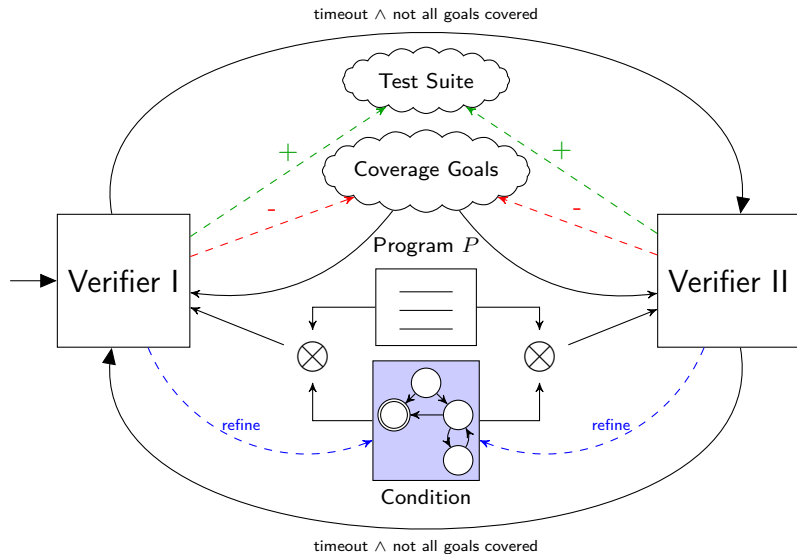 timeout ∧ not all goals covered
Test Suite
+
+
Coverage Goals
-
-
Program P
Verifier I
Verifier II
refine
refine
Condition
timeout ∧ not all goals covered